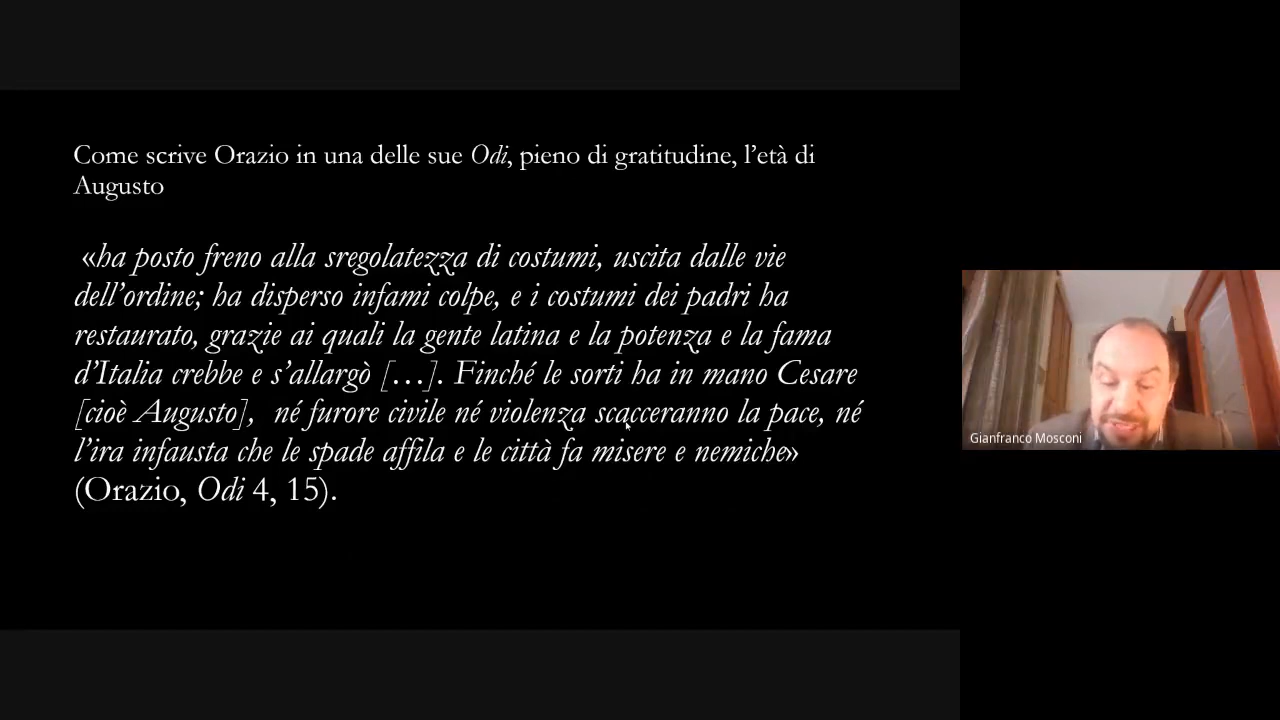 Come scrive Orazio in una delle sue Odi, pieno di gratitudine, l’età di
Augusto
«ha posto freno alla sregolatezza di costumi, uscita dalle vie
dell’ordine; ha disperso infami colpe, e i costumi dei padri ha
restaurato, grazie ai quali la gente latina e la potenza e la fama
d’Italia crebbe e s’allargò […]. Finché le sorti ha in mano Cesare
[cioè Augusto], né furore civile né violenza scacceranno la pace, né
l’ira infausta che le spade affila e le città fa misere e nemiche»
(Orazio, Odi 4, 15).
Gianfranco Mosconi